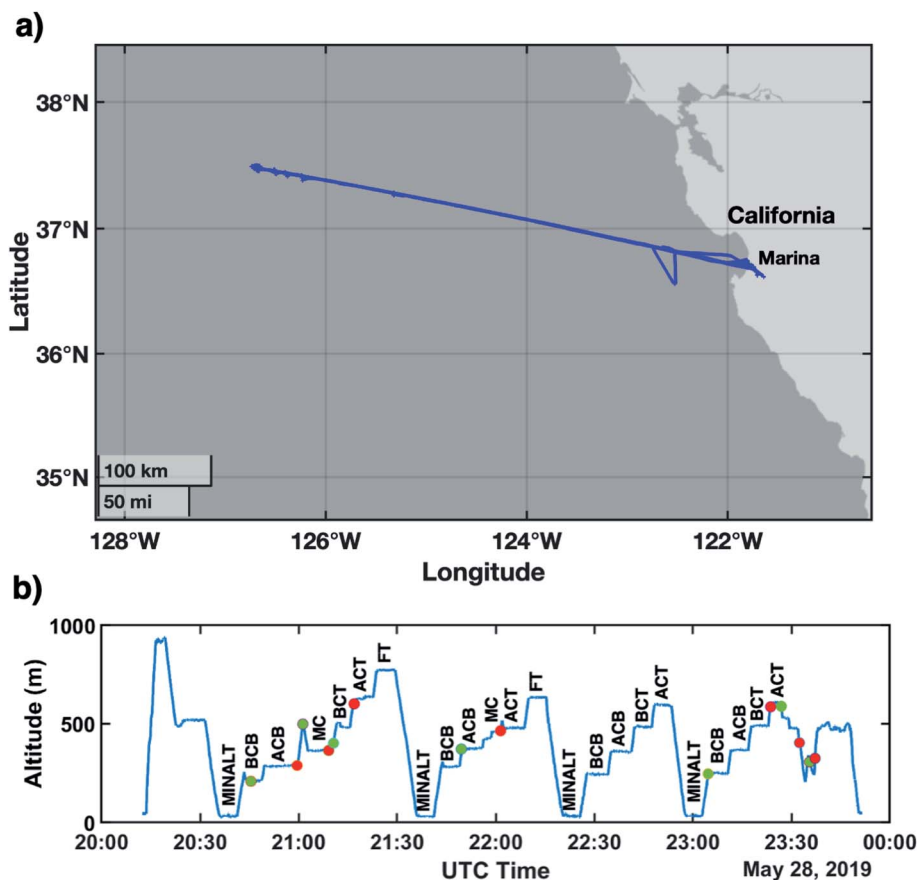 a)
38°N
37°N
36°N
35°N
Latitude
California
Marina
100 km
50 mi
128°W 126°W 124°W 122°W
Longitude
b)
1000
500
0
Altitude (m)
MINALT BCB ACB MC BCT ACT FT MINALT BCB ACB MC ACT FT MINALT BCB ACB BCT ACT MINALT BCB ACB BCT ACT
20:00 20:30 21:00 21:30 22:00 22:30 23:00 23:30 00:00
UTC Time
May 28, 2019